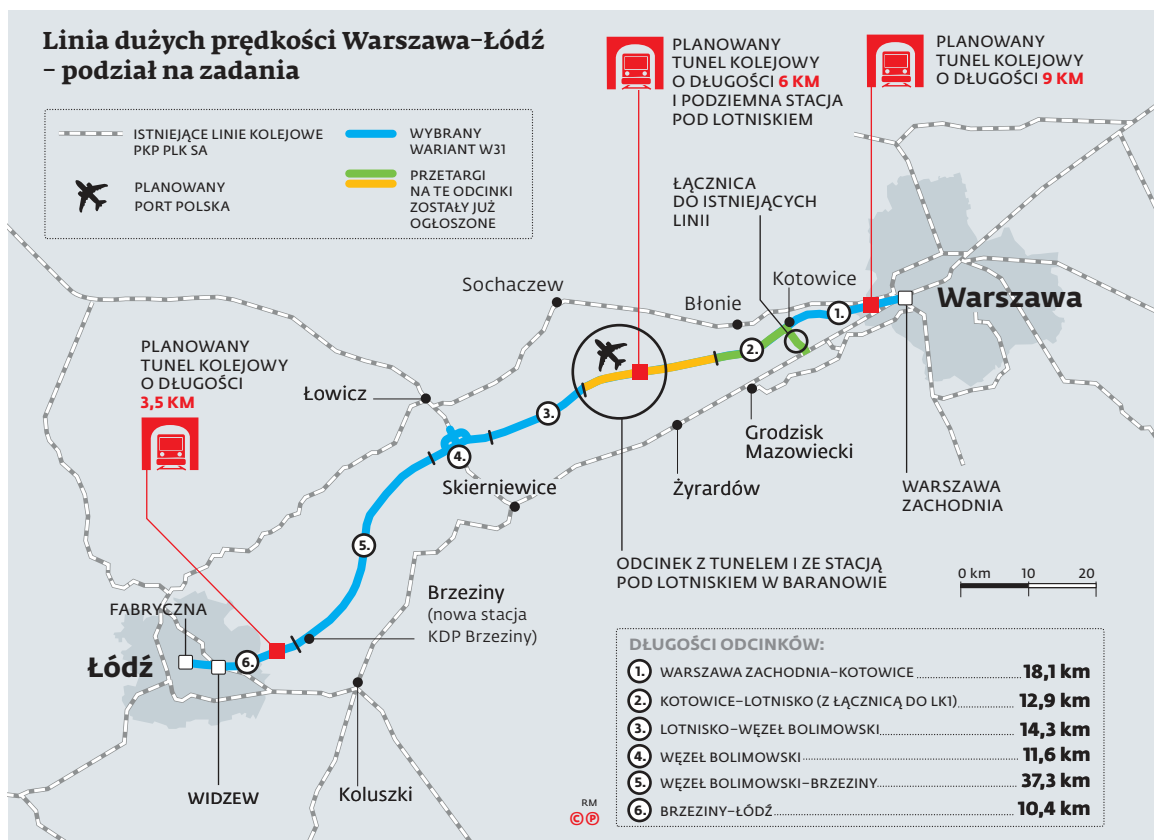 Linia dużych prędkości Warszawa–Łódź
– podział na zadania
ISTNIEJĄCE LINIE KOLEJOWE
PKP PLK SA
PLANOWANY
PORT POLSKA
WYBRANY
WARIANT W31
PRZETARGI
NA TE ODCINKI
ZOSTAŁY JUŻ
OGŁOSZONE
PLANOWANY
TUNEL KOLEJOWY
O DŁUGOŚCI 6 KM
I PODZIEMNA STACJA
POD LOTNISKIEM
PLANOWANY
TUNEL KOLEJOWY
O DŁUGOŚCI 9 KM
ŁĄCZNICA
DO ISTNIEJĄCYCH
LINII
Sochaczew
Kotowice
Błonie
Warszawa
1.
2.
PLANOWANY
TUNEL KOLEJOWY
O DŁUGOŚCI
3,5 KM
Łowicz
3.
4.
Grodzisk
Mazowiecki
Skierniewice
Żyrardów
WARSZAWA
ZACHODNIA
5.
ODCINEK Z TUNELEM I ZE STACJĄ
POD LOTNISKIEM W BARANOWIE
0 km 10 20
Brzeziny
(nowa stacja
KDP Brzeziny)
FABRYCZNA
Łódź
6.
WIDZEW
Koluszki
DŁUGOŚCI ODCINKÓW:
1. WARSZAWA ZACHODNIA–KOTOWICE 18,1 km
2. KOTOWICE–LOTNISKO (Z ŁĄCZNICĄ DO LK1) 12,9 km
3. LOTNISKO–WĘZEŁ BOLIMOWSKI 14,3 km
4. WĘZEŁ BOLIMOWSKI 11,6 km
5. WĘZEŁ BOLIMOWSKI–BRZEZINY 37,3 km
6. BRZEZINY–ŁÓDŹ 10,4 km
RM
©℗